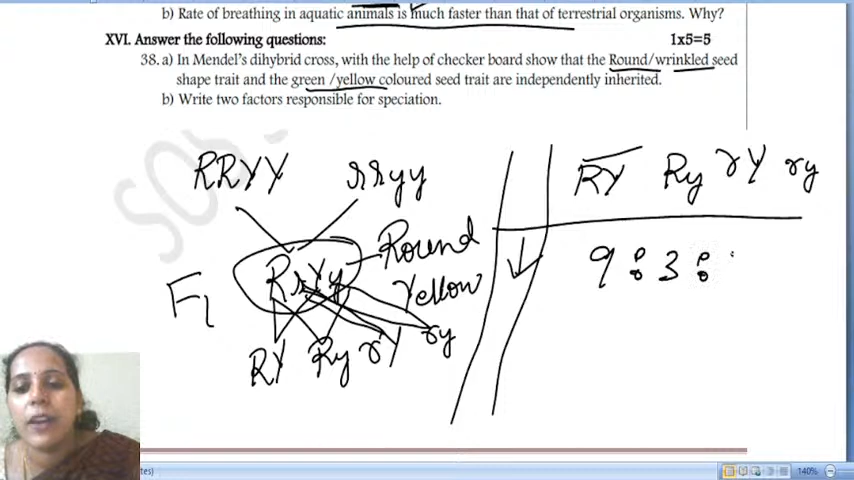 b) Rate of breathing in aquatic animals is much faster than that of terrestrial organisms. Why?
XVI. Answer the following questions: 1x5=5
38. a) In Mendel's dihybrid cross, with the help of checker board show that the Round/wrinkled seed
shape trait and the green /yellow coloured seed trait are independently inherited.
b) Write two factors responsible for speciation.
RRYY rryy
RY Ry rY ry
Round
RrYy
Yellow
F1
9:3:
RY Ry rY ry
140%